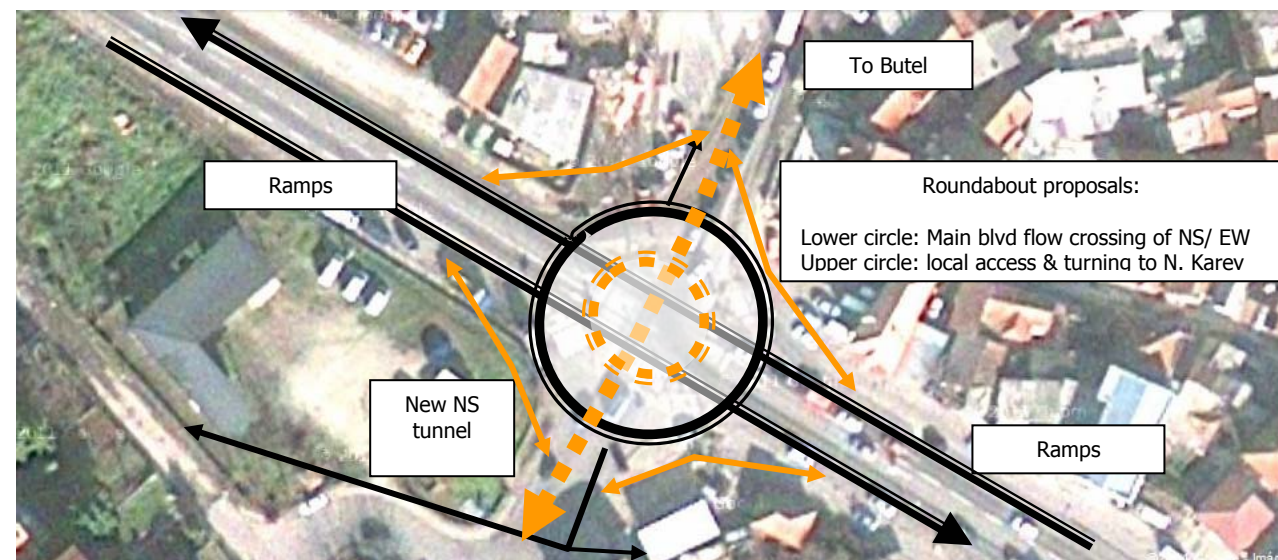 To Butel
Ramps
Roundabout proposals:
Lower circle: Main blvd flow crossing of NS/ EW
Upper circle: local access & turning to N. Karev
New NS
tunnel
Ramps